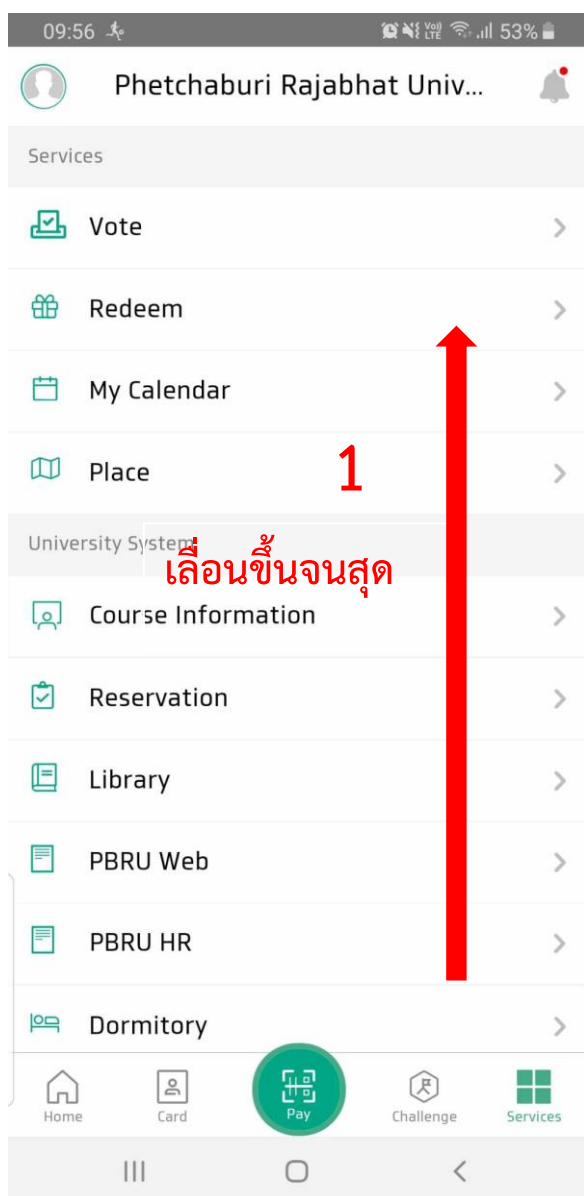 09:56 Vo)) LTE 53%
Phetchaburi Rajabhat Univ...
Services
Vote
Redeem
My Calendar
Place
1
University System
เลื่อนขึ้นจนสุด
Course Information
Reservation
Library
PBRU Web
PBRU HR
Dormitory
Home Card Pay Challenge Services